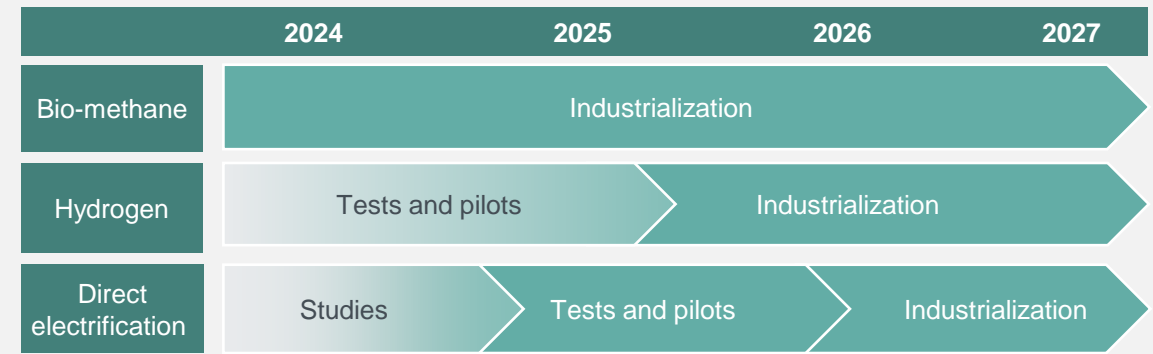 2024 2025 2026 2027
Bio-methane
Industrialization
Hydrogen
Tests and pilots
Industrialization
Direct
electrification
Studies
Tests and pilots
Industrialization